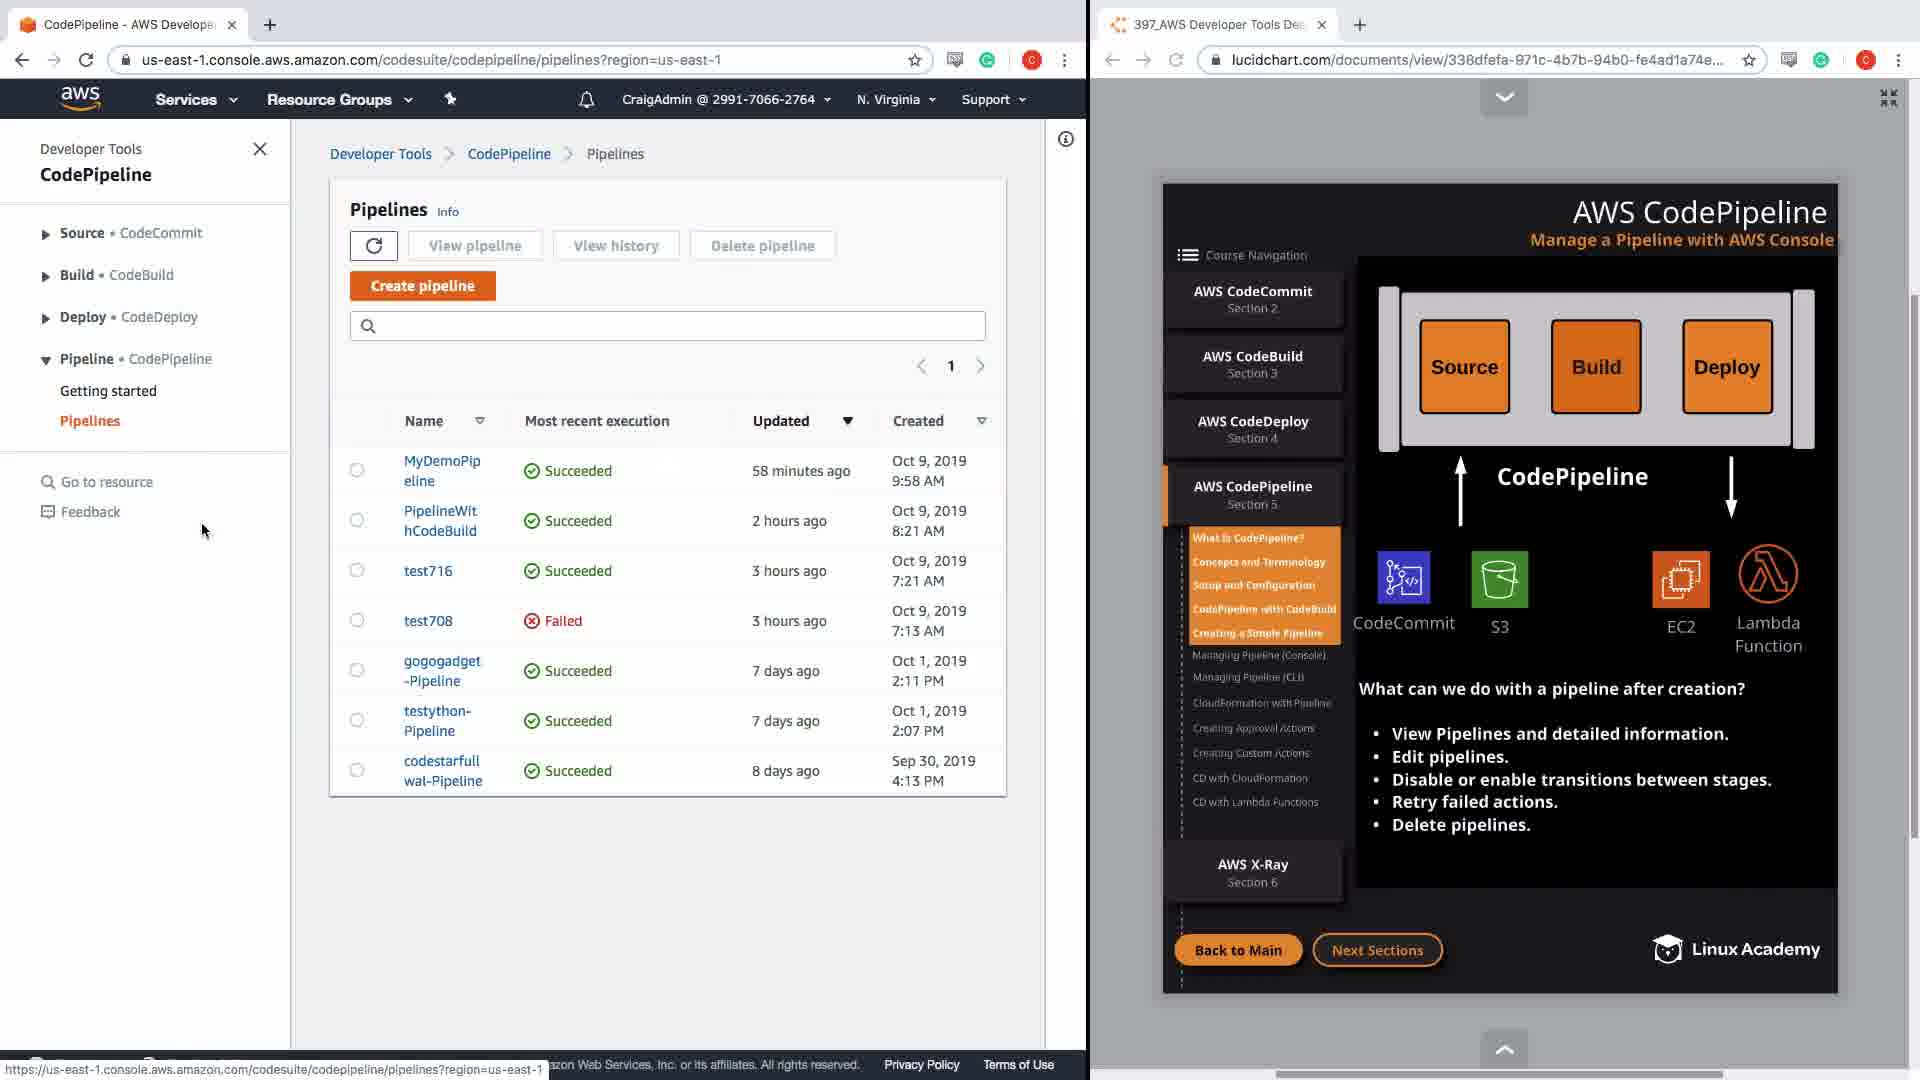 CodePipeline - AWS Develope
us-east-1.console.aws.amazon.com/codesuite/codepipeline/pipelines?region=us-east-1
aws
Services
Resource Groups
CraigAdmin @ 2991-7066-2764
N. Virginia
Support
Developer Tools
CodePipeline
Source • CodeCommit
Build • CodeBuild
Deploy • CodeDeploy
Pipeline • CodePipeline
Getting started
Pipelines
Go to resource
Feedback
Developer Tools
CodePipeline
Pipelines
Pipelines Info
View pipeline
View history
Delete pipeline
Create pipeline
1
Name
Most recent execution
Updated
Created
MyDemoPip
eline
Succeeded
58 minutes ago
Oct 9, 2019
9:58 AM
PipelineWit
hCodeBuild
Succeeded
2 hours ago
Oct 9, 2019
8:21 AM
test716
Succeeded
3 hours ago
Oct 9, 2019
7:21 AM
test708
Failed
3 hours ago
Oct 9, 2019
7:13 AM
gogogadget
-Pipeline
Succeeded
7 days ago
Oct 1, 2019
2:11 PM
testython-
Pipeline
Succeeded
7 days ago
Oct 1, 2019
2:07 PM
codestarfull
wal-Pipeline
Succeeded
8 days ago
Sep 30, 2019
4:13 PM
https://us-east-1.console.aws.amazon.com/codesuite/codepipeline/pipelines?region=us-east-1
azon Web Services, Inc. or its affiliates. All rights reserved.
Privacy Policy
Terms of Use
397_AWS Developer Tools Dee
lucidchart.com/documents/view/338dfefa-971c-4b7b-94b0-fe4ad1a74e...
AWS CodePipeline
Manage a Pipeline with AWS Console
Course Navigation
AWS CodeCommit
Section 2
AWS CodeBuild
Section 3
AWS CodeDeploy
Section 4
AWS CodePipeline
Section 5
What Is CodePipeline?
Concepts and Terminology
Setup and Configuration
CodePipeline with CodeBuild
Creating a Simple Pipeline
Managing Pipeline (Console)
Managing Pipeline (CLI)
CloudFormation with Pipeline
Creating Approval Actions
Creating Custom Actions
CD with CloudFormation
CD with Lambda Functions
AWS X-Ray
Section 6
Back to Main
Next Sections
Source
Build
Deploy
CodePipeline
CodeCommit
S3
EC2
Lambda
Function
What can we do with a pipeline after creation?
• View Pipelines and detailed information.
• Edit pipelines.
• Disable or enable transitions between stages.
• Retry failed actions.
• Delete pipelines.
Linux Academy